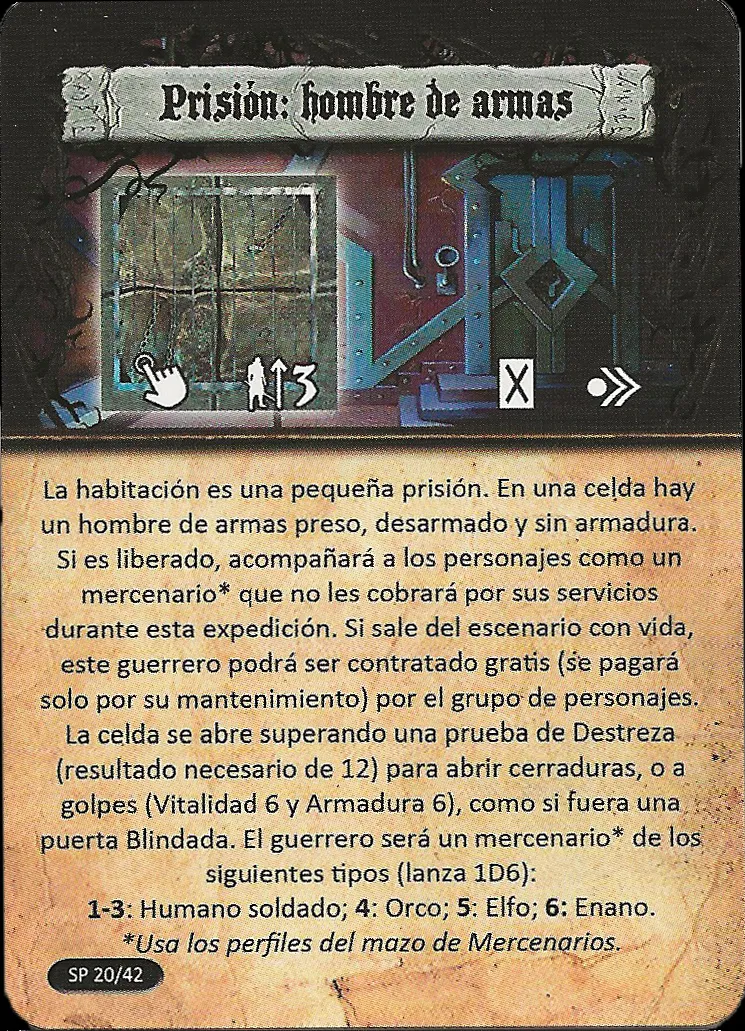 Prisión: hombre de armas
3
X
La habitación es una pequeña prisión. En una celda hay
un hombre de armas preso, desarmado y sin armadura.
Si es liberado, acompañará a los personajes como un
mercenario* que no les cobrará por sus servicios
durante esta expedición. Si sale del escenario con vida,
este guerrero podrá ser contratado gratis (se pagará
solo por su mantenimiento) por el grupo de personajes.
La celda se abre superando una prueba de Destreza
(resultado necesario de 12) para abrir cerraduras, o a
golpes (Vitalidad 6 y Armadura 6), como si fuera una
puerta Blindada. El guerrero será un mercenario* de los
siguientes tipos (lanza 1D6):
1-3: Humano soldado; 4: Orco; 5: Elfo; 6: Enano.
*Usa los perfiles del mazo de Mercenarios.
SP 20/42